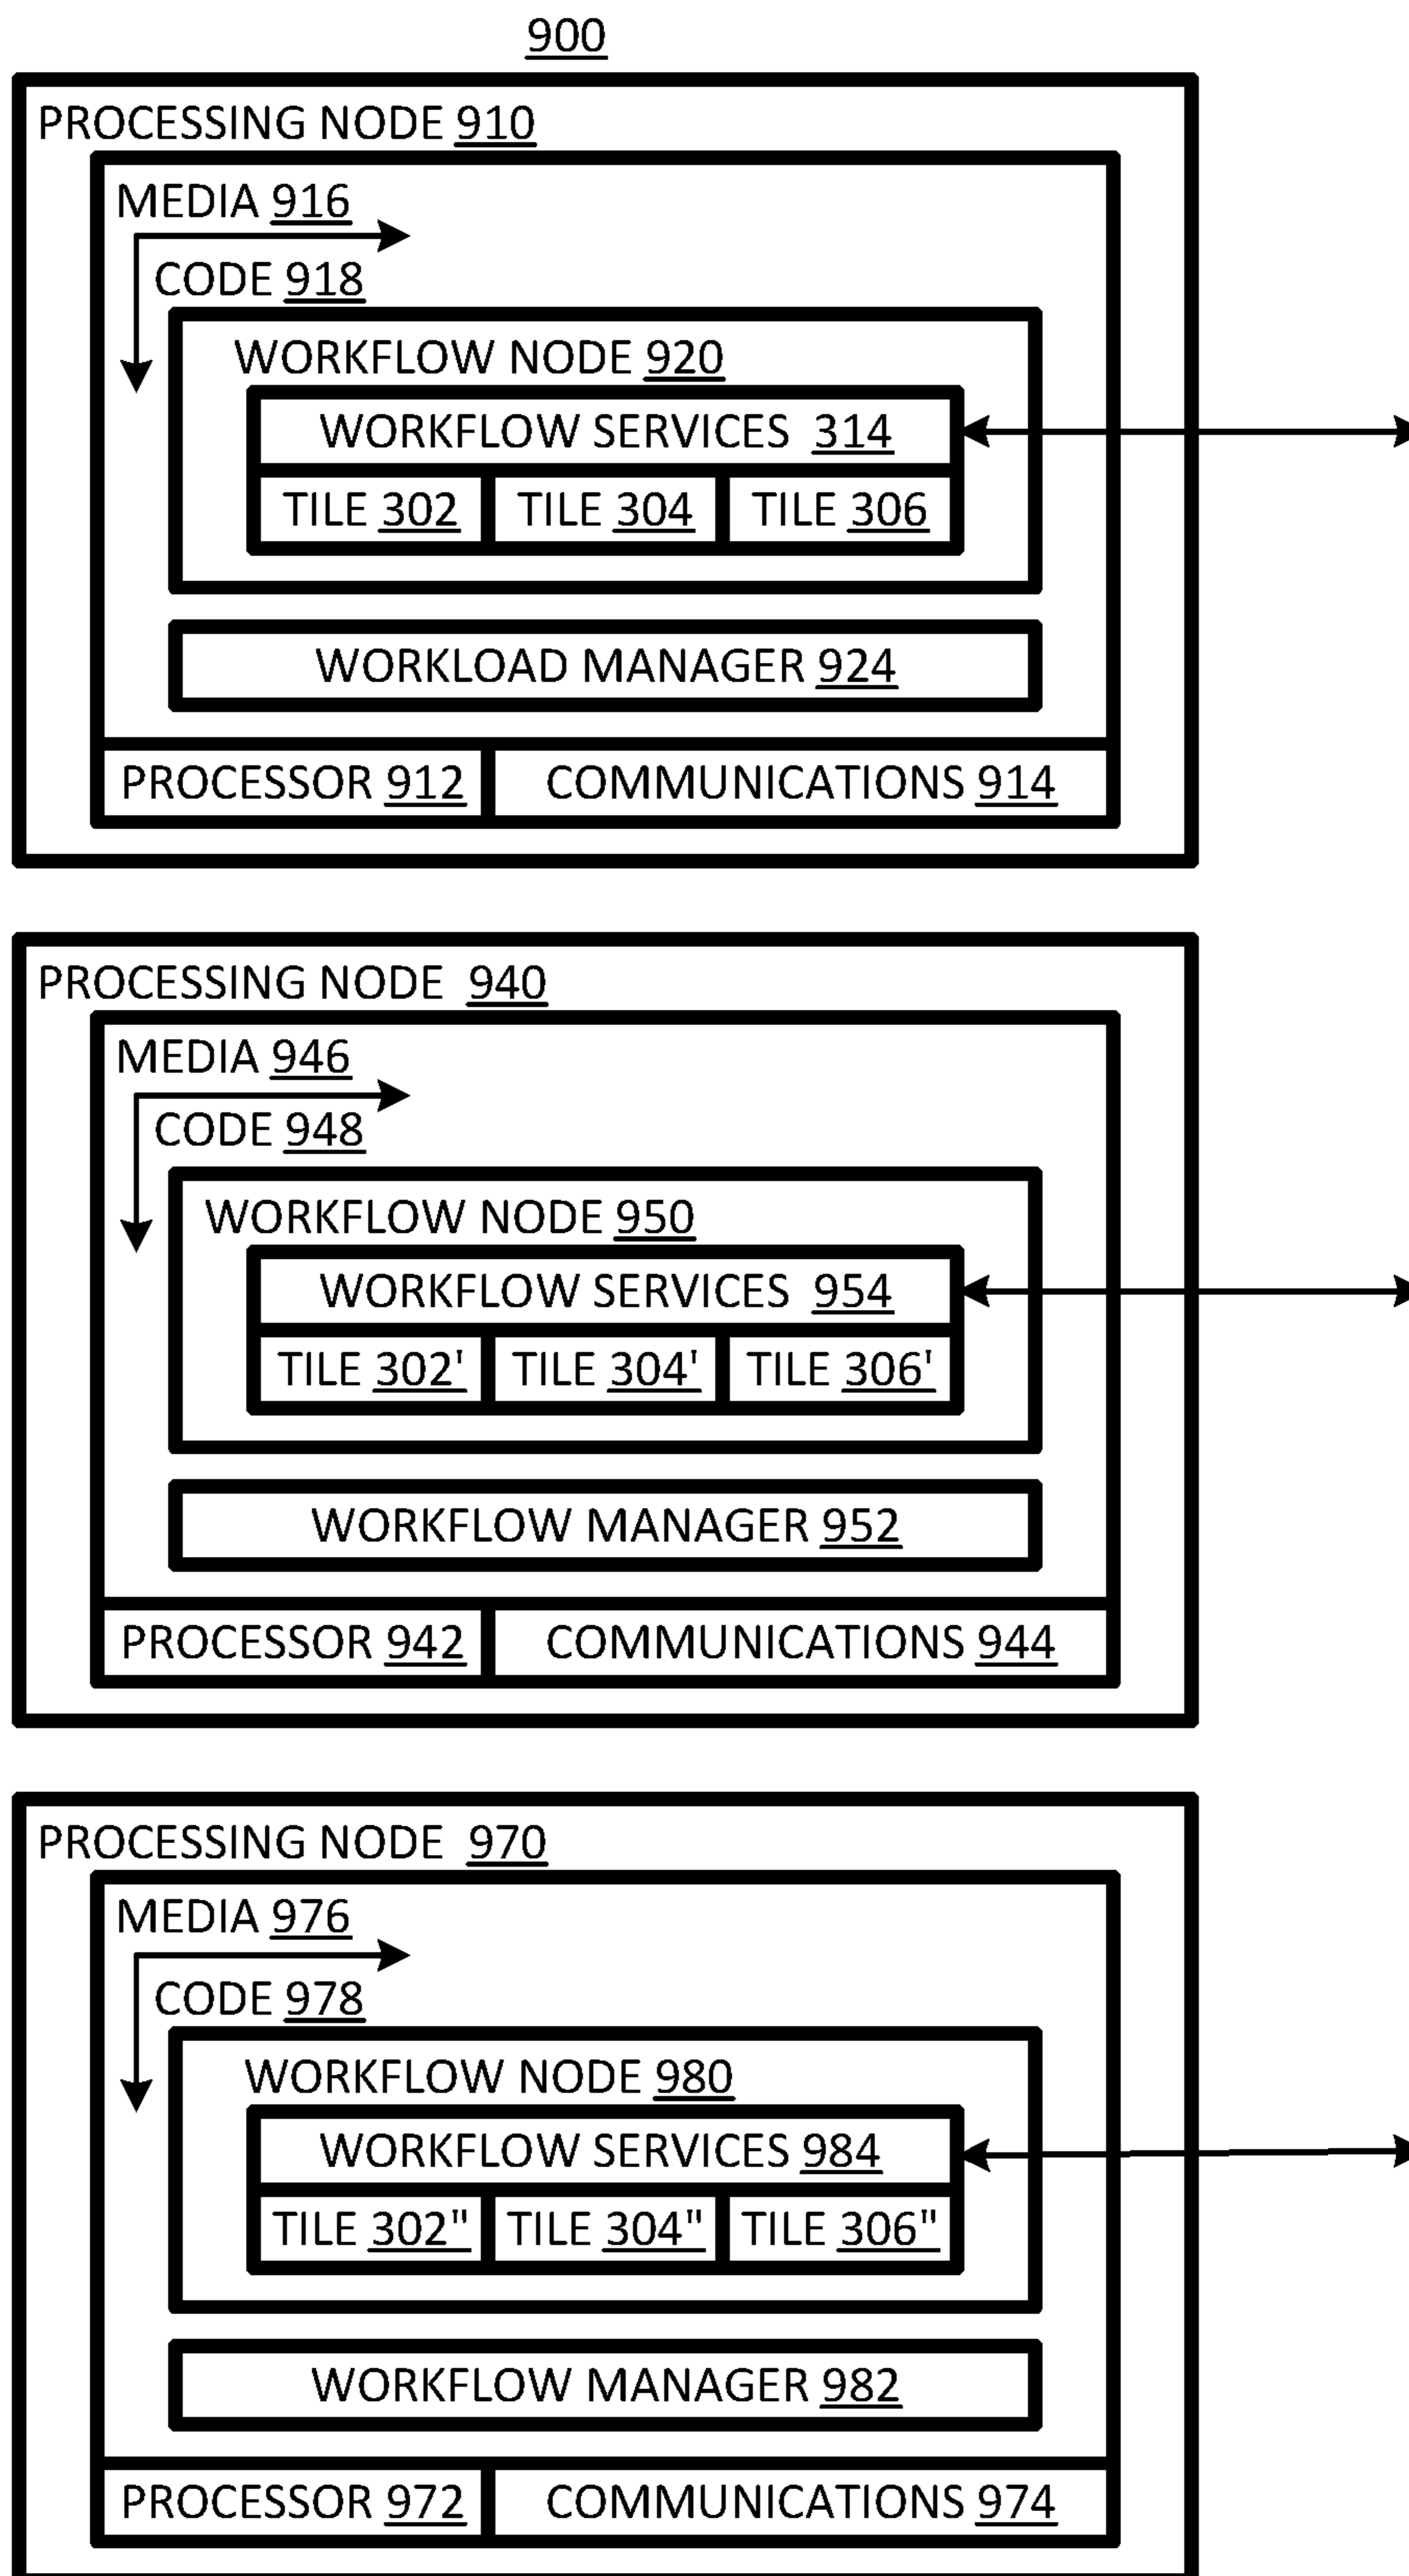 900
PROCESSING NODE 910
MEDIA 916
CODE 918
WORKFLOW NODE 920
WORKFLOW SERVICES 314
TILE 302 TILE 304 TILE 306
WORKLOAD MANAGER 924
PROCESSOR 912 COMMUNICATIONS 914
PROCESSING NODE 940
MEDIA 946
CODE 948
WORKFLOW NODE 950
WORKFLOW SERVICES 954
TILE 302' TILE 304' TILE 306'
WORKFLOW MANAGER 952
PROCESSOR 942 COMMUNICATIONS 944
PROCESSING NODE 970
MEDIA 976
CODE 978
WORKFLOW NODE 980
WORKFLOW SERVICES 984
TILE 302" TILE 304" TILE 306"
WORKFLOW MANAGER 982
PROCESSOR 972 COMMUNICATIONS 974